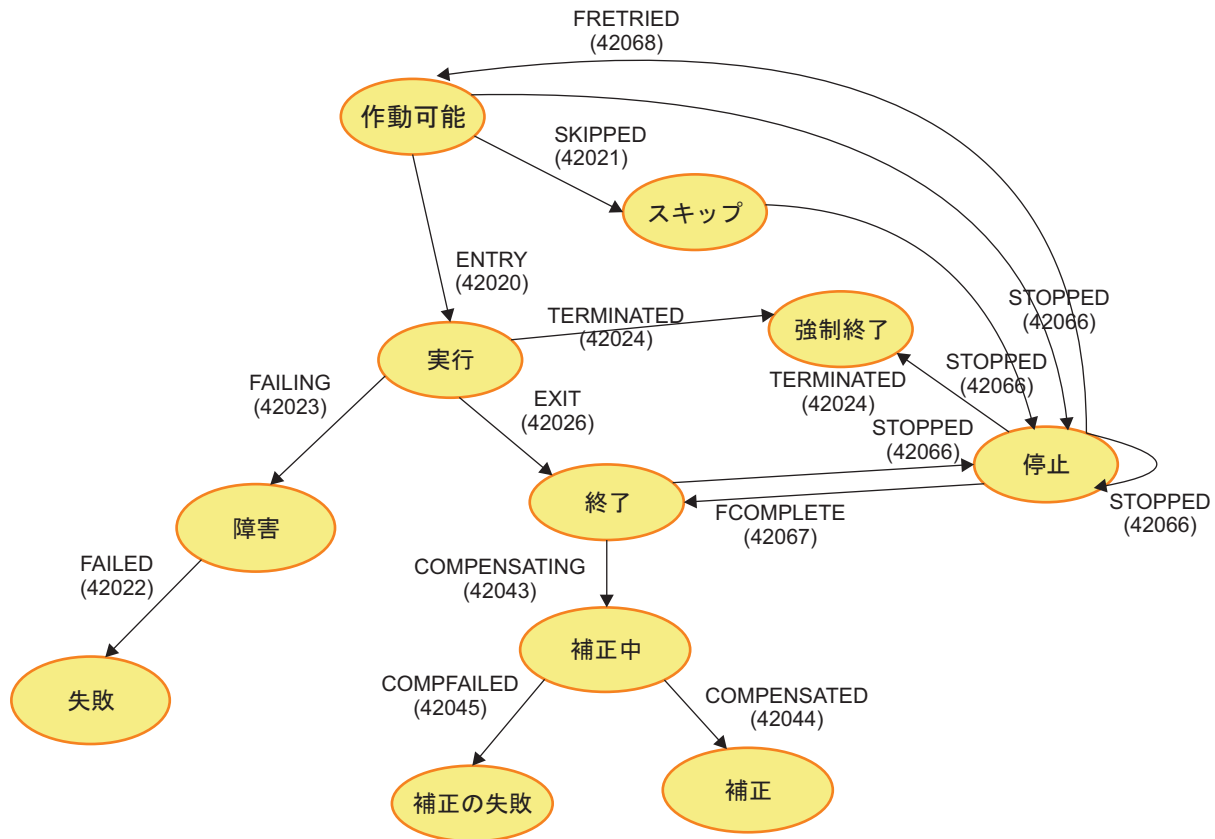 FRETRIED
(42068)
作動可能
SKIPPED
(42021)
スキップ
ENTRY
(42020)
STOPPED
(42066)
TERMINATED
(42024)
強制終了
実行
STOPPED
(42066)
TERMINATED
(42024)
FAILING
(42023)
EXIT
(42026)
STOPPED
(42066)
停止
終了
STOPPED
(42066)
FCOMPLETE
(42067)
障害
FAILED
(42022)
COMPENSATING
(42043)
補正中
失敗
COMPFAILED
(42045)
COMPENSATED
(42044)
補正の失敗
補正